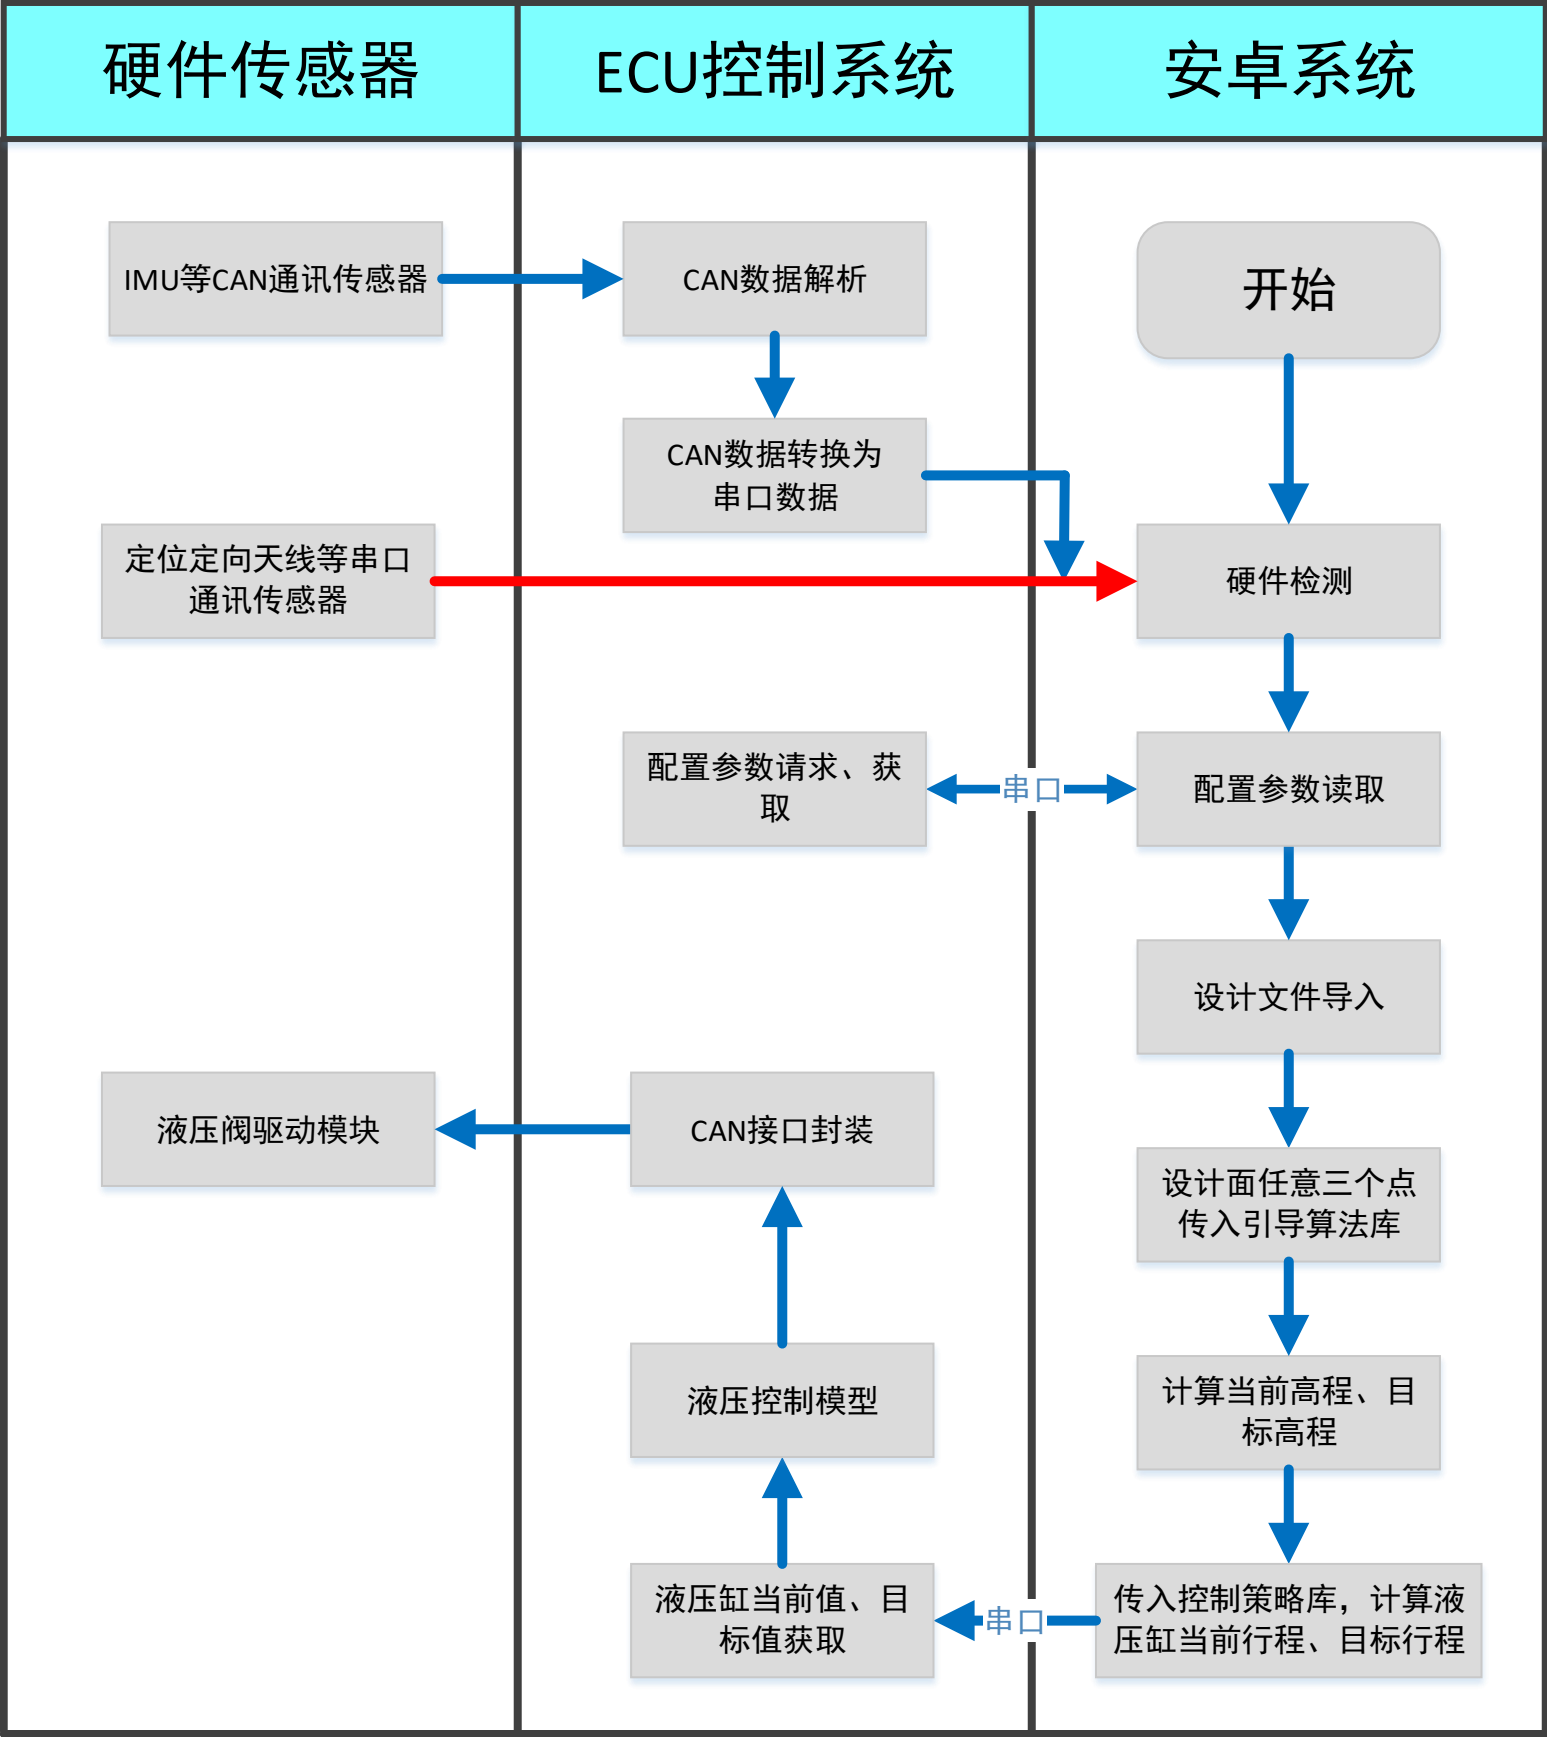 硬件传感器
ECU控制系统
安卓系统
IMU等CAN通讯传感器
CAN数据解析
开始
CAN数据转换为
串口数据
定位定向天线等串口
通讯传感器
硬件检测
配置参数请求、获
取
串口
配置参数读取
设计文件导入
液压阀驱动模块
CAN接口封装
设计面任意三个点
传入引导算法库
液压控制模型
计算当前高程、目
标高程
液压缸当前值、目
标值获取
串口
传入控制策略库，计算液
压缸当前行程、目标行程